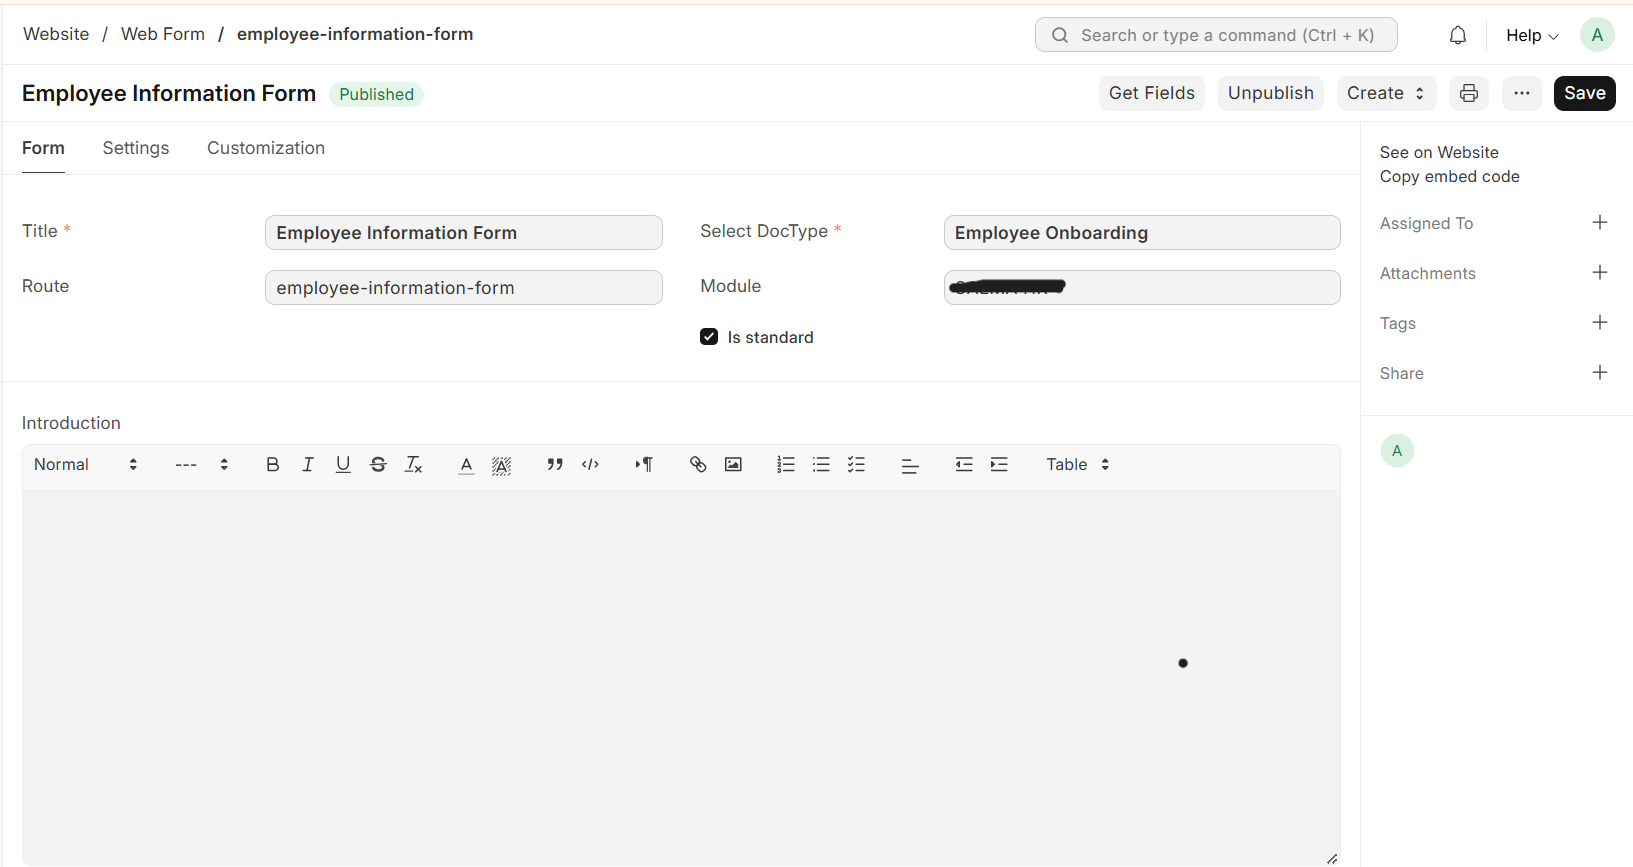 Website / Web Form / employee-information-form
Search or type a command (Ctrl + K)
Help
A
Employee Information Form
Published
Get Fields
Unpublish
Create
...
Save
Form
Settings
Customization
See on Website
Copy embed code
Assigned To
Attachments
Tags
Share
A
Title *
Employee Information Form
Select DocType *
Employee Onboarding
Route
employee-information-form
Module
Is standard
Introduction
Normal
---
Table